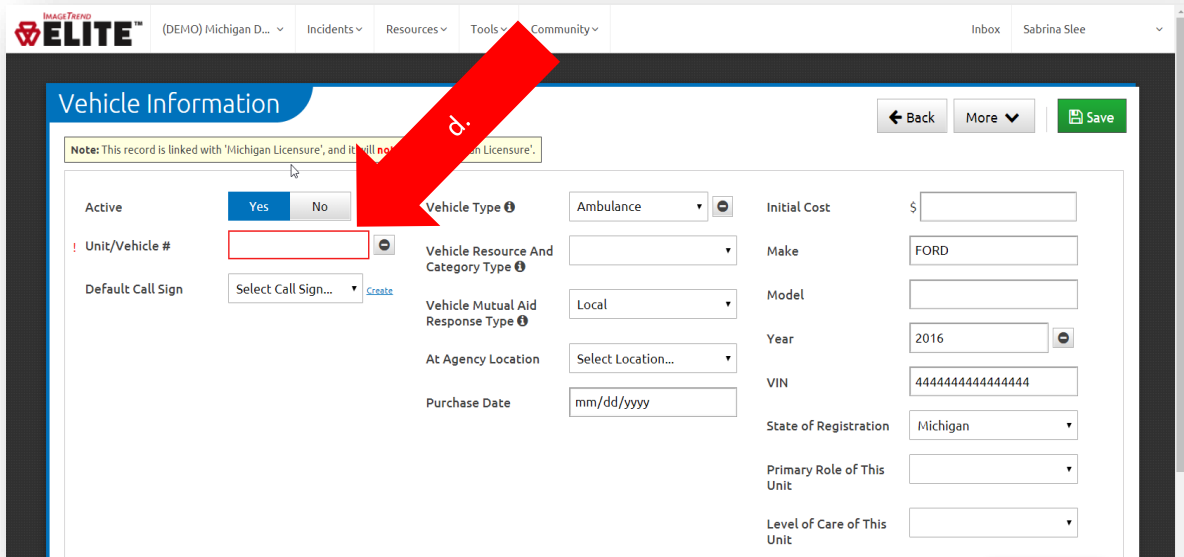 IMAGETREND
ELITE™
(DEMO) Michigan D...
Incidents
Resources
Tools
Community
Inbox
Sabrina Slee
Vehicle Information
Back
More
Save
d.
Note: This record is linked with 'Michigan Licensure', and it will no Licensure'.
Active
Yes
No
! Unit/Vehicle #
Default Call Sign
Select Call Sign...
Create
Vehicle Type
Ambulance
Vehicle Resource And
Category Type
Vehicle Mutual Aid
Response Type
Local
At Agency Location
Select Location...
Purchase Date
mm/dd/yyyy
Initial Cost
$
Make
FORD
Model
Year
2016
VIN
4444444444444444
State of Registration
Michigan
Primary Role of This
Unit
Level of Care of This
Unit